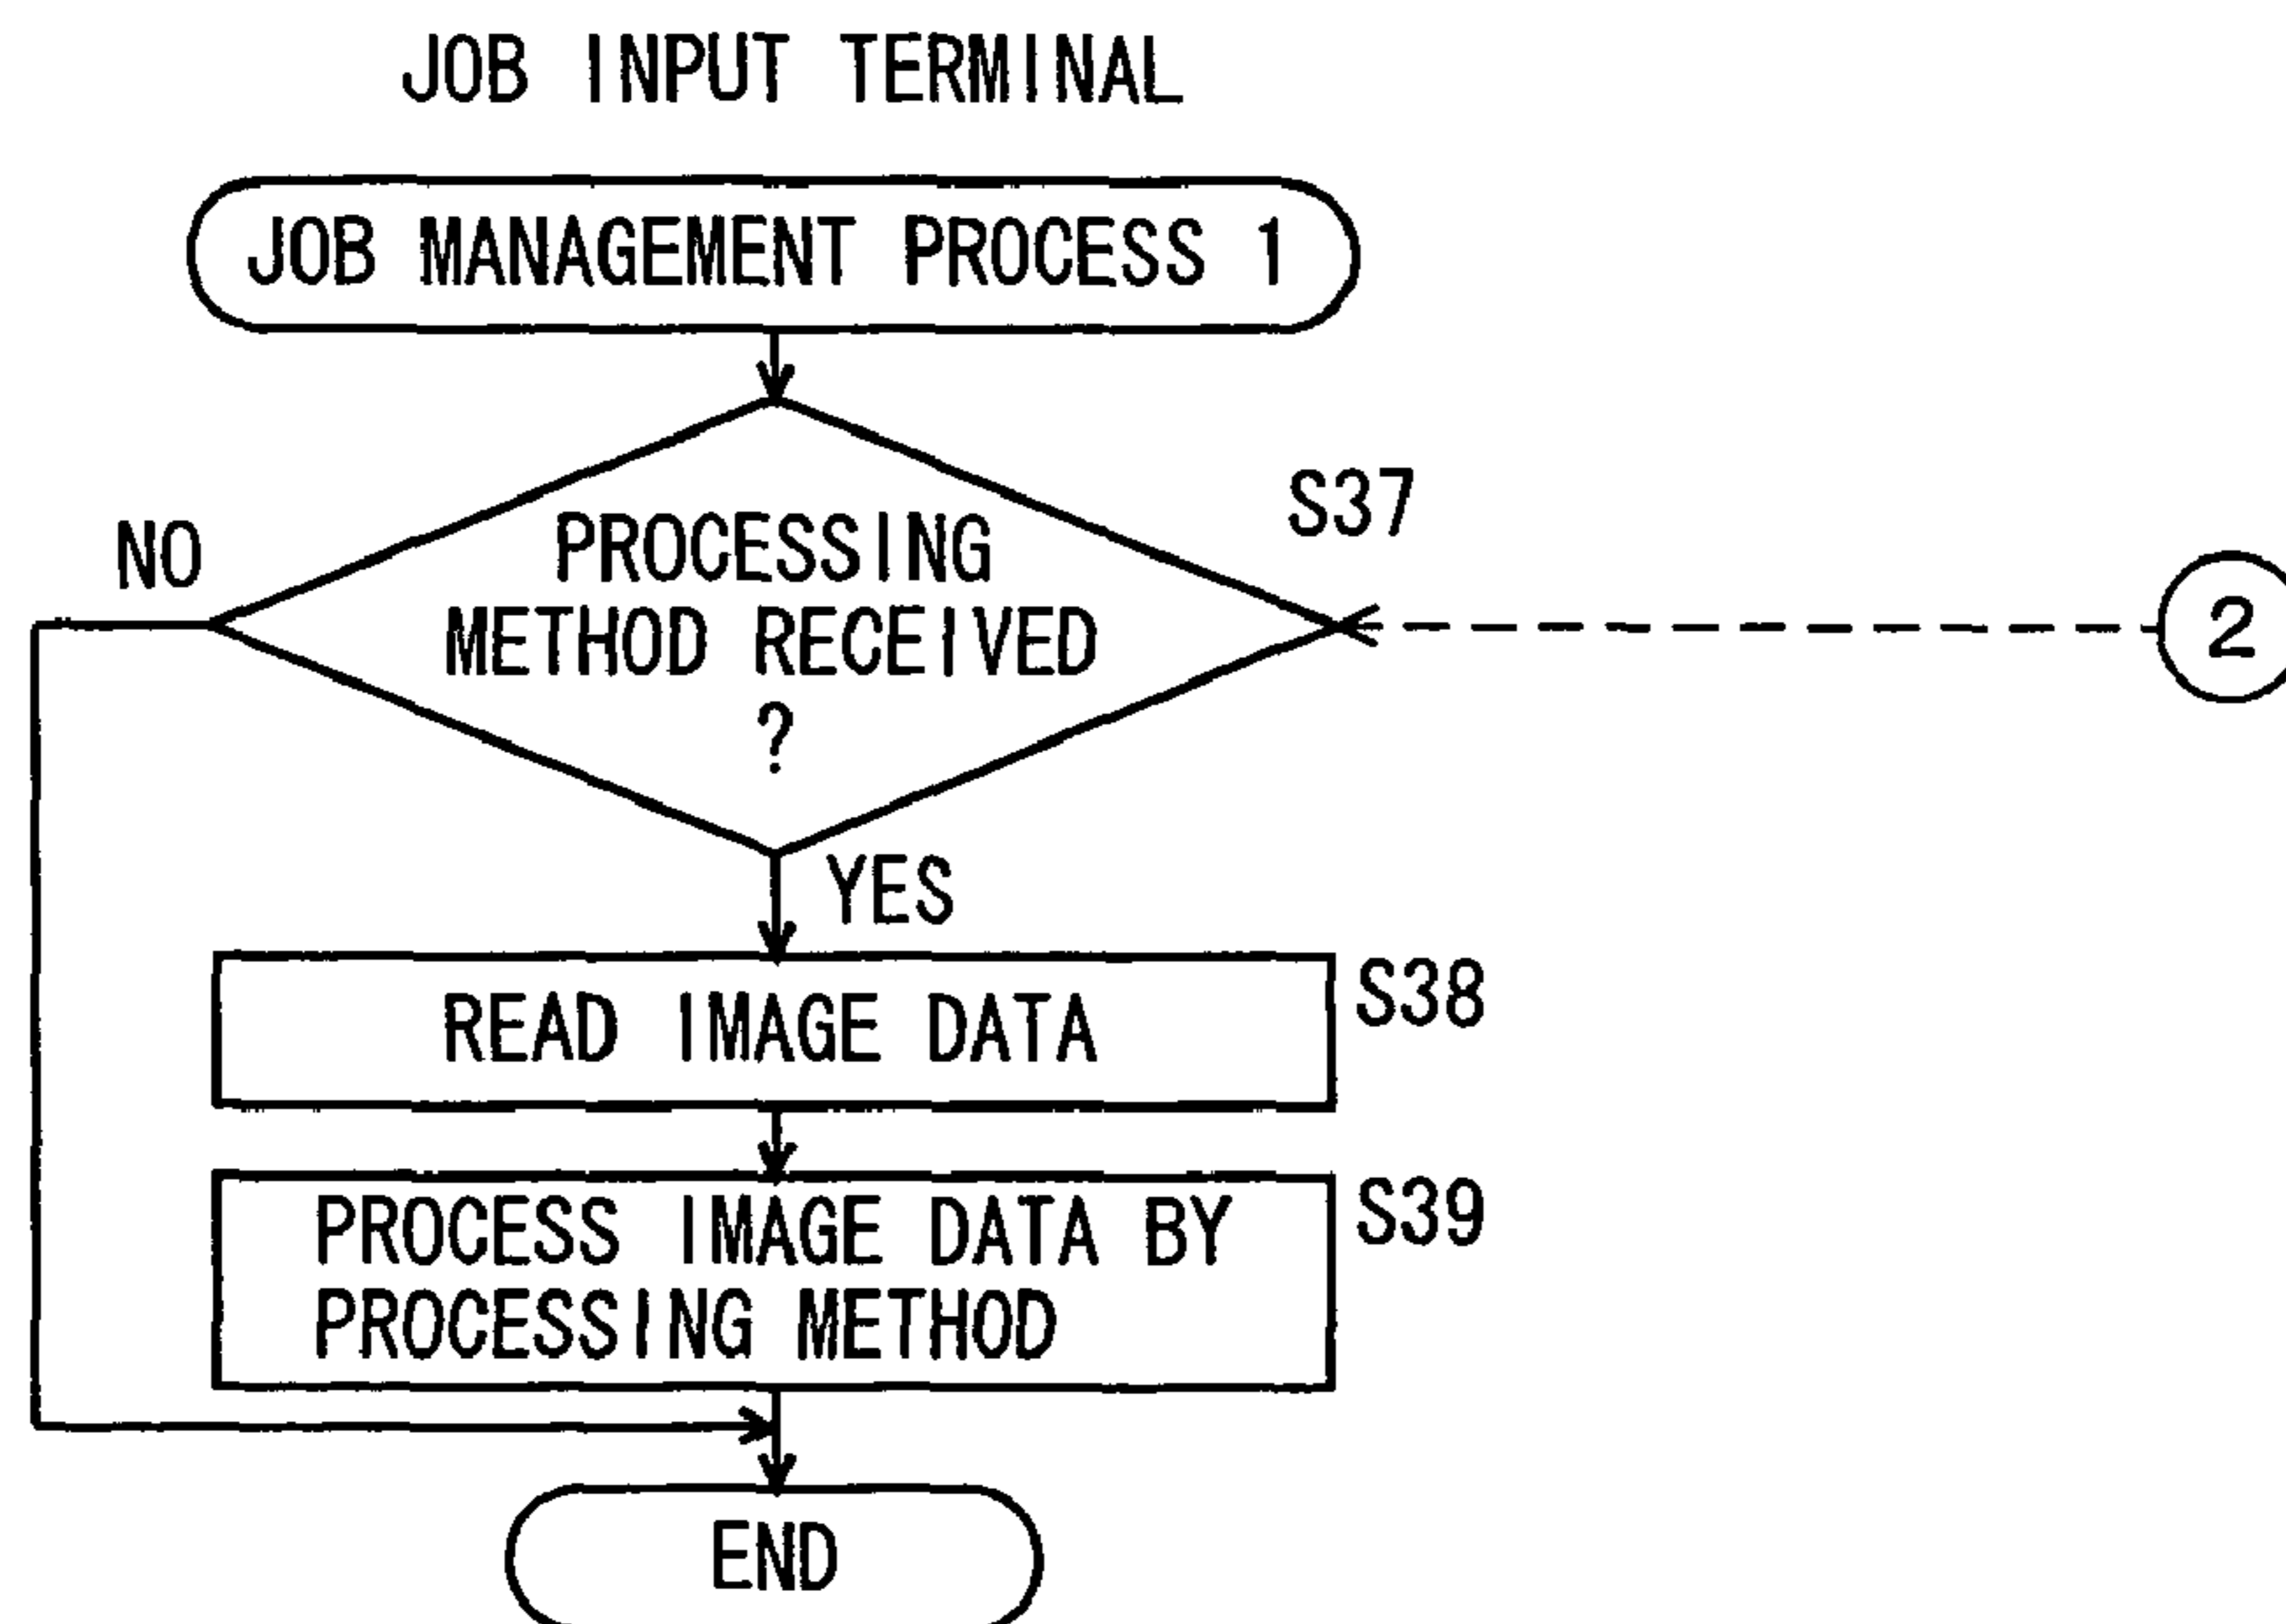 JOB INPUT TERMINAL
JOB MANAGEMENT PROCESS 1
S37
NO
PROCESSING
METHOD RECEIVED
?
2
YES
READ IMAGE DATA
S38
PROCESS IMAGE DATA BY
PROCESSING METHOD
S39
END